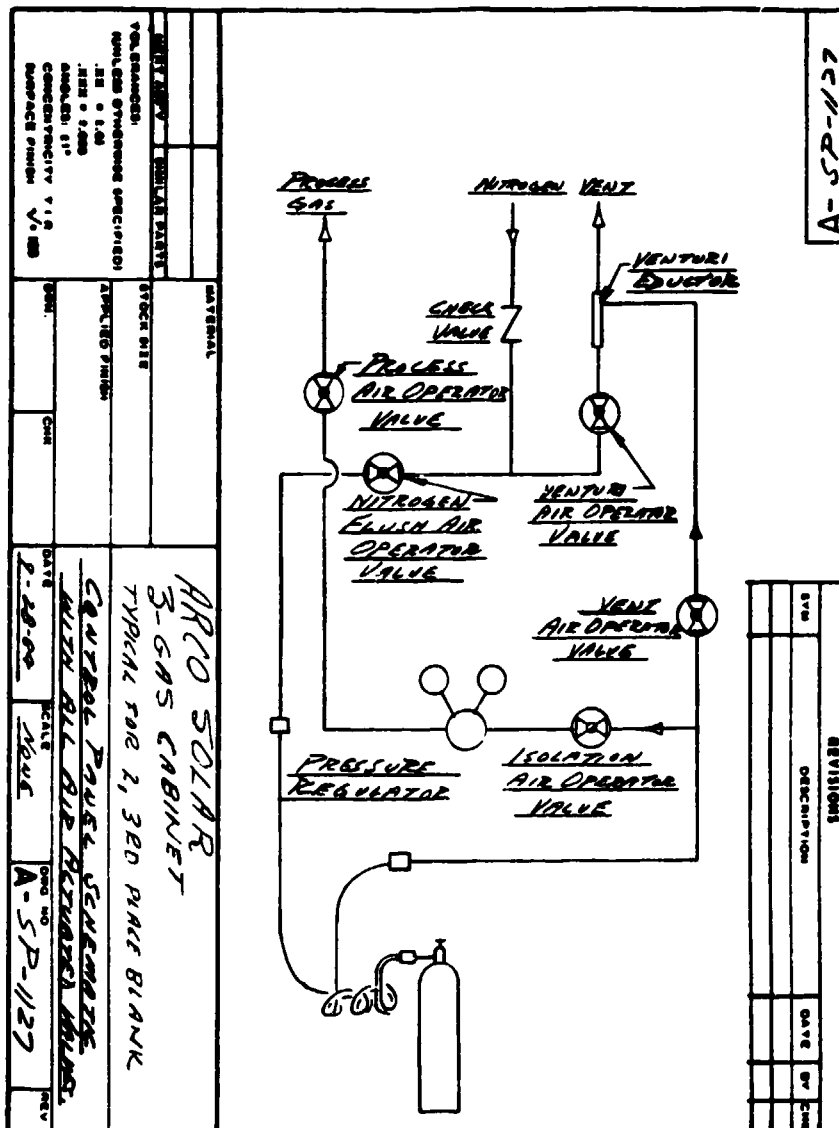 A-SP-1127
PROCESS
GAS
NITROGEN
VENT
VENTURI
EDUCTOR
CHECK
VALVE
PROCESS
AIR OPERATOR
VALVE
NITROGEN
FLUSH AIR
OPERATOR
VALVE
VENTURI
AIR OPERATOR
VALVE
VENT
AIR OPERATOR
VALVE
PRESSURE
REGULATOR
ISOLATION
AIR OPERATOR
VALVE
REVISIONS
SYM
DESCRIPTION
DATE
BY
CHK
SIMILAR PARTS
TOLERANCES:
UNLESS OTHERWISE SPECIFIED:
ANGLES: ±1°
CONCENTRICITY T I R
SURFACE FINISH
MATERIAL
STOCK SIZE
APPLIED FINISH
CHK
DATE
SCALE
NONE
DWG NO
A-SP-1127
REV
ARCO SOLAR
3-GAS CABINET
TYPICAL FOR 2, 3RD PLACE BLANK
CONTROL PANEL SCHEMATIC
WITH ALL AIR ACTUATED VALVES.